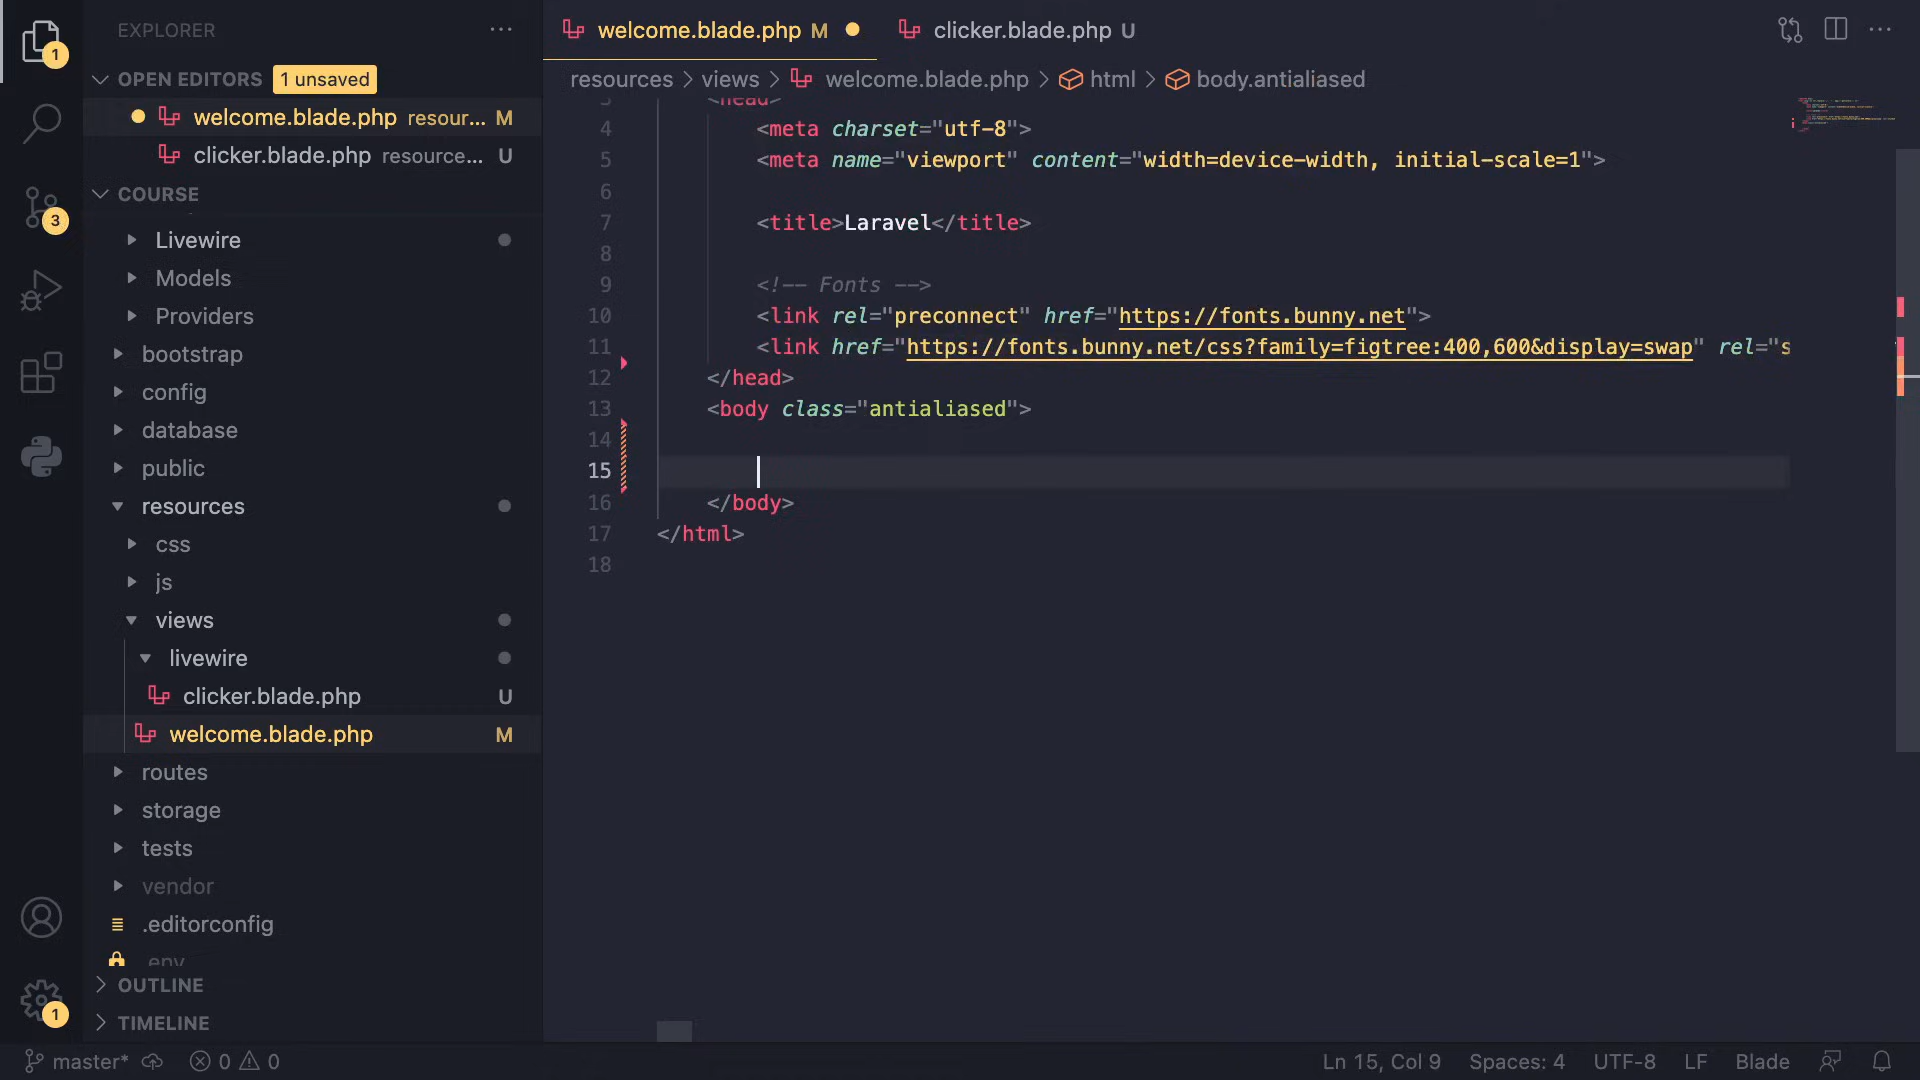 EXPLORER
OPEN EDITORS 1 unsaved
welcome.blade.php resour... M
clicker.blade.php resource... U
COURSE
Livewire
Models
Providers
bootstrap
config
database
public
resources
css
js
views
livewire
clicker.blade.php U
welcome.blade.php M
routes
storage
tests
vendor
.editorconfig
.env
OUTLINE
TIMELINE
1
3
1
welcome.blade.php M
clicker.blade.php U
resources > views > welcome.blade.php > html > body.antialiased
3 <head>
4 <meta charset="utf-8">
5 <meta name="viewport" content="width=device-width, initial-scale=1">
6
7 <title>Laravel</title>
8
9 <!-- Fonts -->
10 <link rel="preconnect" href="https://fonts.bunny.net">
11 <link href="https://fonts.bunny.net/css?family=figtree:400,600&display=swap" rel="s
12 </head>
13 <body class="antialiased">
14
15
16 </body>
17 </html>
18
master* 0 0 Ln 15, Col 9 Spaces: 4 UTF-8 LF Blade